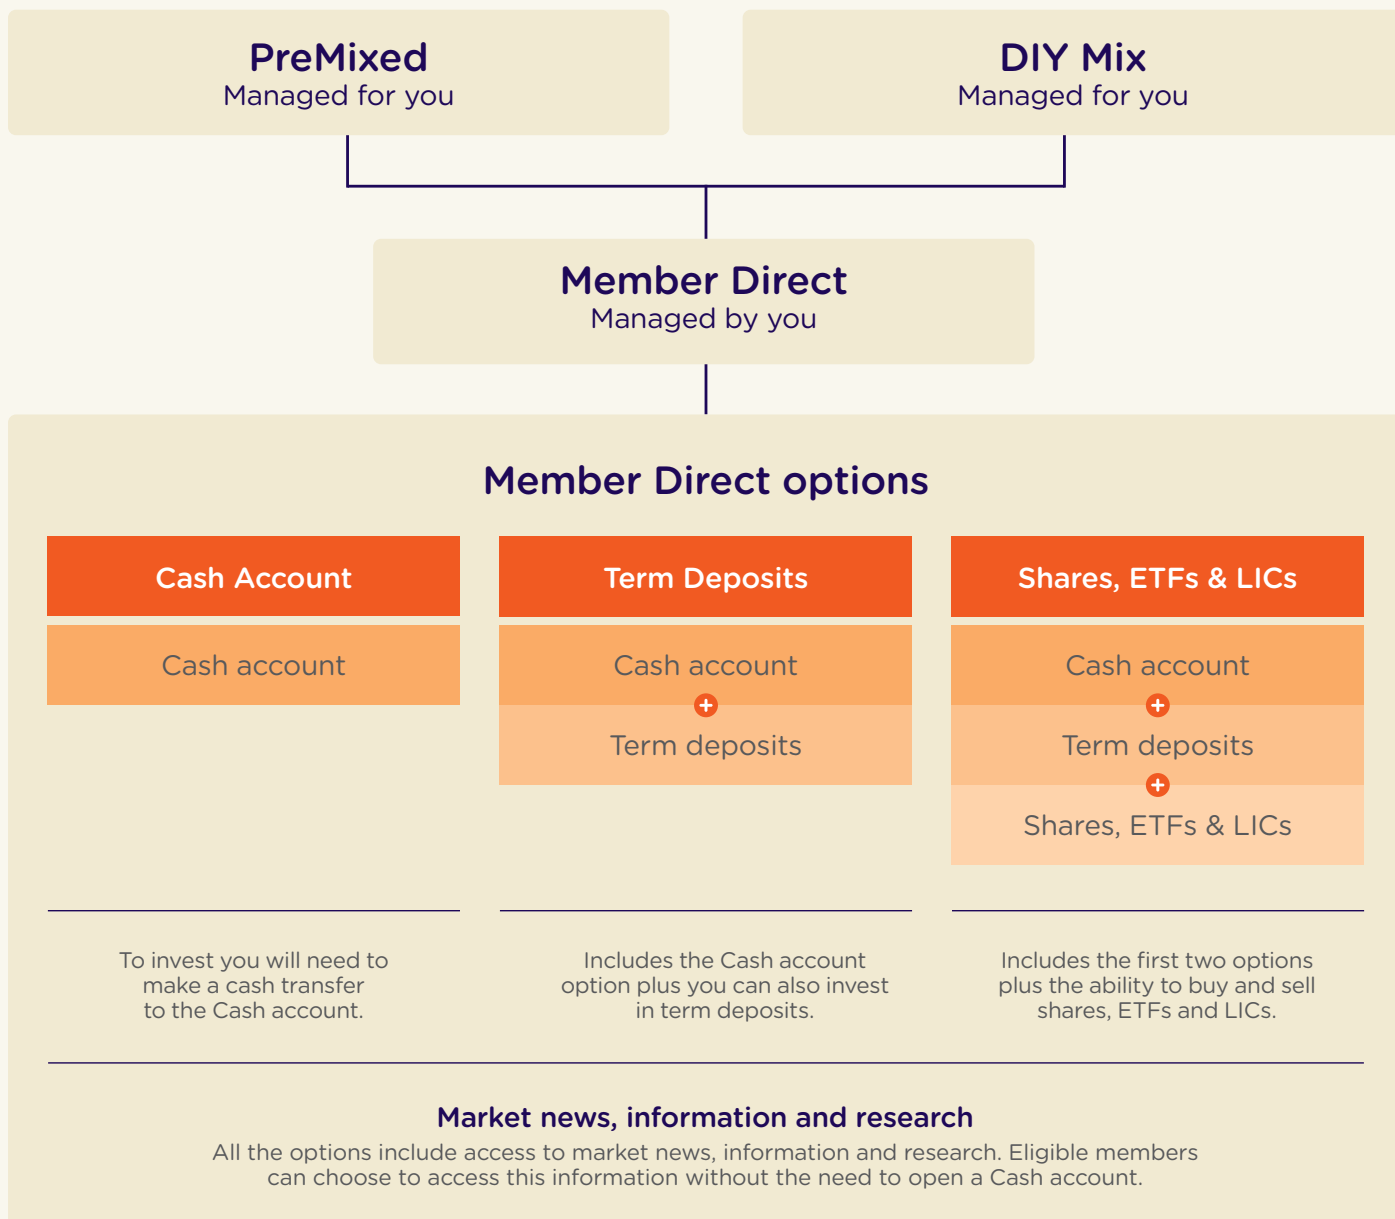 PreMixed
Managed for you
DIY Mix
Managed for you
Member Direct
Managed by you
Member Direct options
Cash Account
Cash account
To invest you will need to
make a cash transfer
to the Cash account.
Term Deposits
Cash account
+
Term deposits
Includes the Cash account
option plus you can also invest
in term deposits.
Shares, ETFs & LICs
Cash account
+
Term deposits
+
Shares, ETFs & LICs
Includes the first two options
plus the ability to buy and sell
shares, ETFs and LICs.
Market news, information and research
All the options include access to market news, information and research. Eligible members
can choose to access this information without the need to open a Cash account.